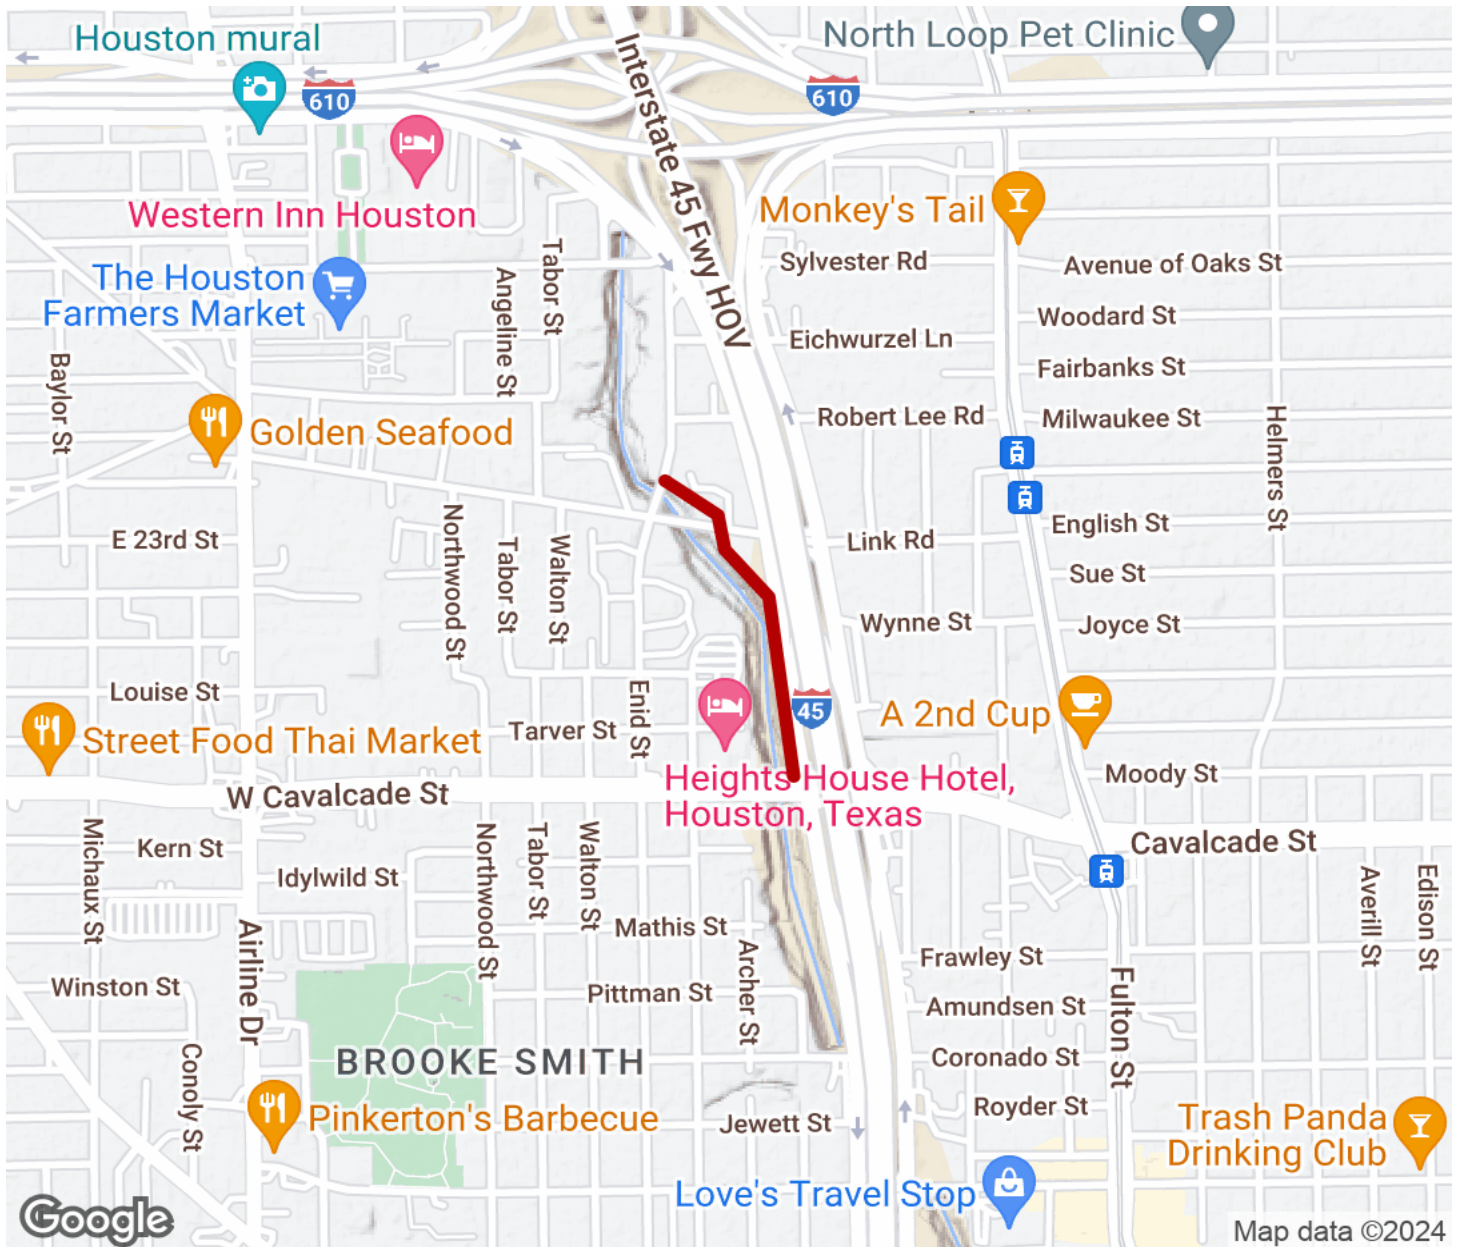 Houston mural
North Loop Pet Clinic
610
610
Interstate 45 Fwy HOV
Western Inn Houston
Monkey's Tail
Sylvester Rd
Avenue of Oaks St
The Houston
Farmers Market
Tabor St
Angeline St
Woodard St
Eichwurzel Ln
Fairbanks St
Baylor St
Robert Lee Rd
Milwaukee St
Helmers St
Golden Seafood
E 23rd St
Northwood St
Tabor St
Walton St
Link Rd
English St
Sue St
Wynne St
Joyce St
Louise St
Enid St
45
A 2nd Cup
Street Food Thai Market
Tarver St
Heights House Hotel,
Houston, Texas
Moody St
W Cavalcade St
Cavalcade St
Michaux St
Kern St
Idylwild St
Northwood St
Tabor St
Walton St
Mathis St
Archer St
Averill St
Edison St
Airline Dr
Winston St
Pittman St
Frawley St
Amundsen St
Fulton St
Coronado St
BROOKE SMITH
Conoly St
Pinkerton's Barbecue
Jewett St
Royder St
Trash Panda
Drinking Club
Love's Travel Stop
Google
Map data ©2024